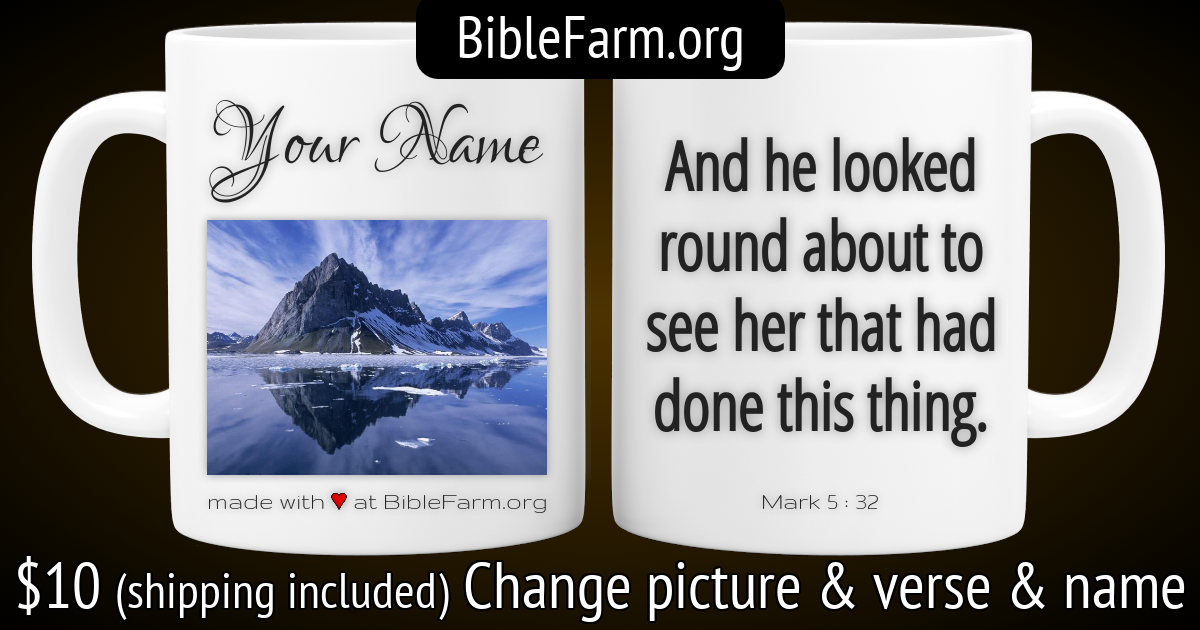 BibleFarm.org
Your Name
made with ♥ at BibleFarm.org
And he looked
round about to
see her that had
done this thing.
Mark 5 : 32
$10 (shipping included) Change picture & verse & name